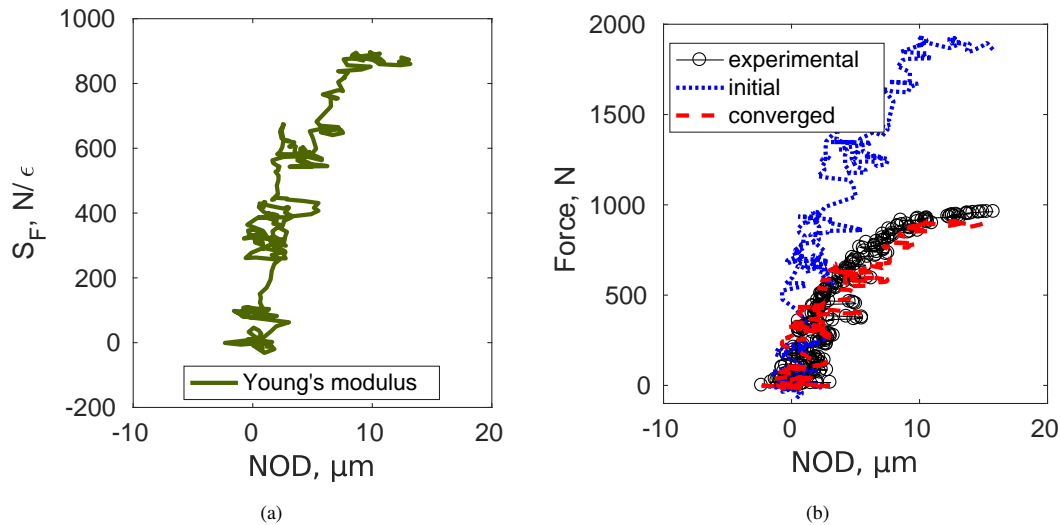 1000
800
600
400
200
0
-200
-10
0
10
20
S_F, N/ ϵ
NOD, μm
Young's modulus
(a)
2000
1500
1000
500
0
-10
0
10
20
Force, N
NOD, μm
experimental
initial
converged
(b)